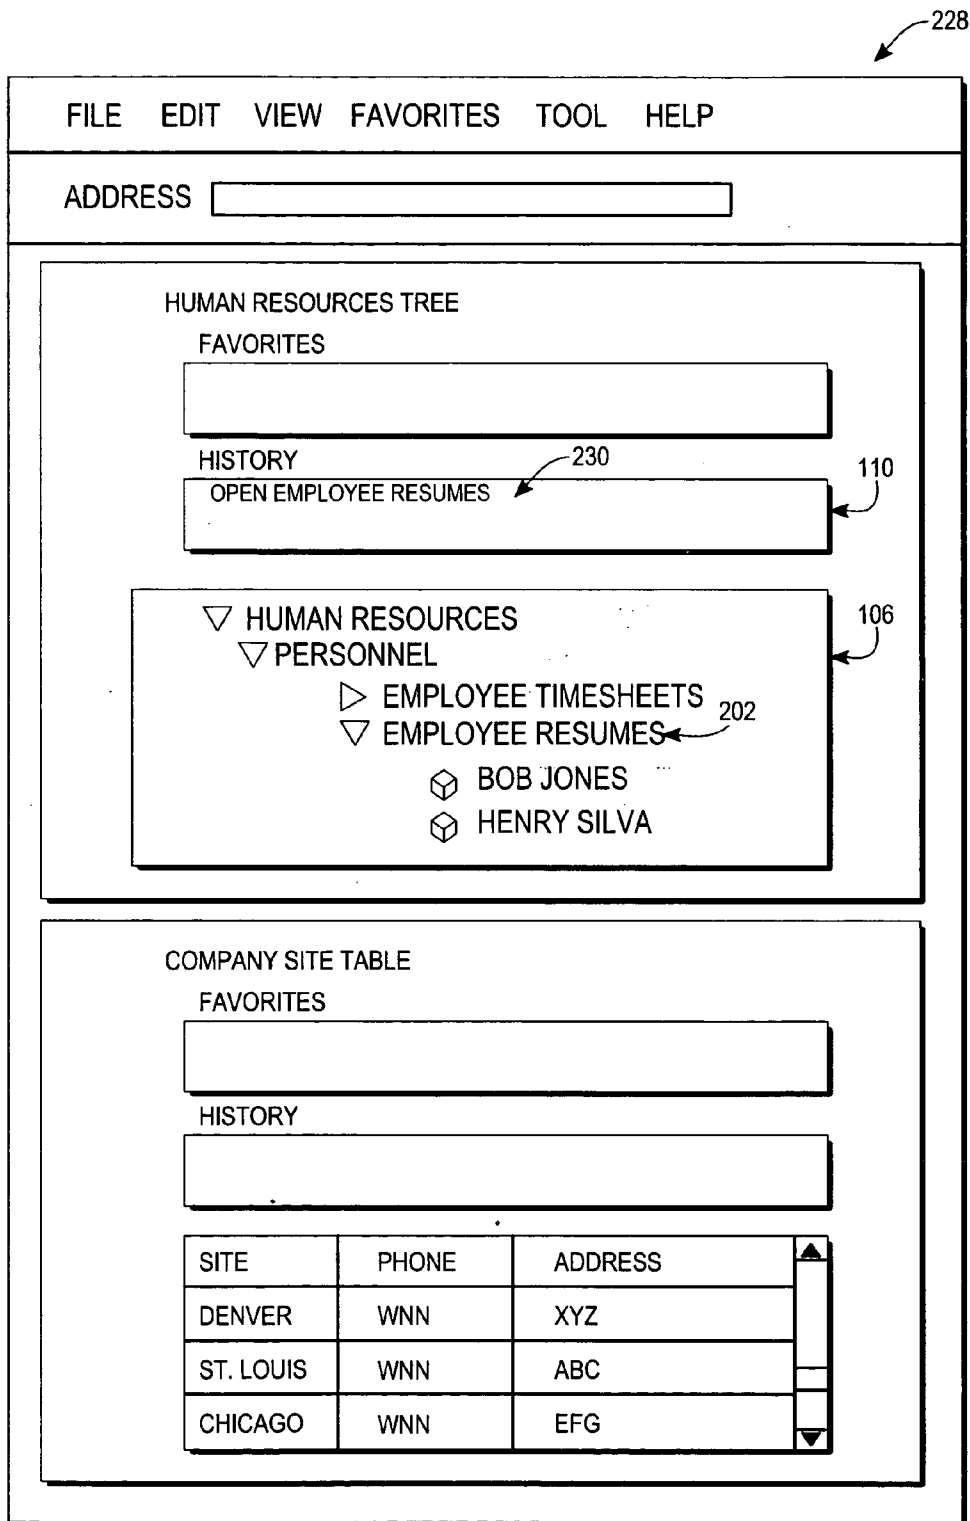 228
FILE EDIT VIEW FAVORITES TOOL HELP
ADDRESS
HUMAN RESOURCES TREE
FAVORITES
HISTORY
230
OPEN EMPLOYEE RESUMES
110
HUMAN RESOURCES
106
PERSONNEL
EMPLOYEE TIMESHEETS
202
EMPLOYEE RESUMES
BOB JONES
HENRY SILVA
COMPANY SITE TABLE
FAVORITES
HISTORY
SITE PHONE ADDRESS
DENVER WNN XYZ
ST. LOUIS WNN ABC
CHICAGO WNN EFG